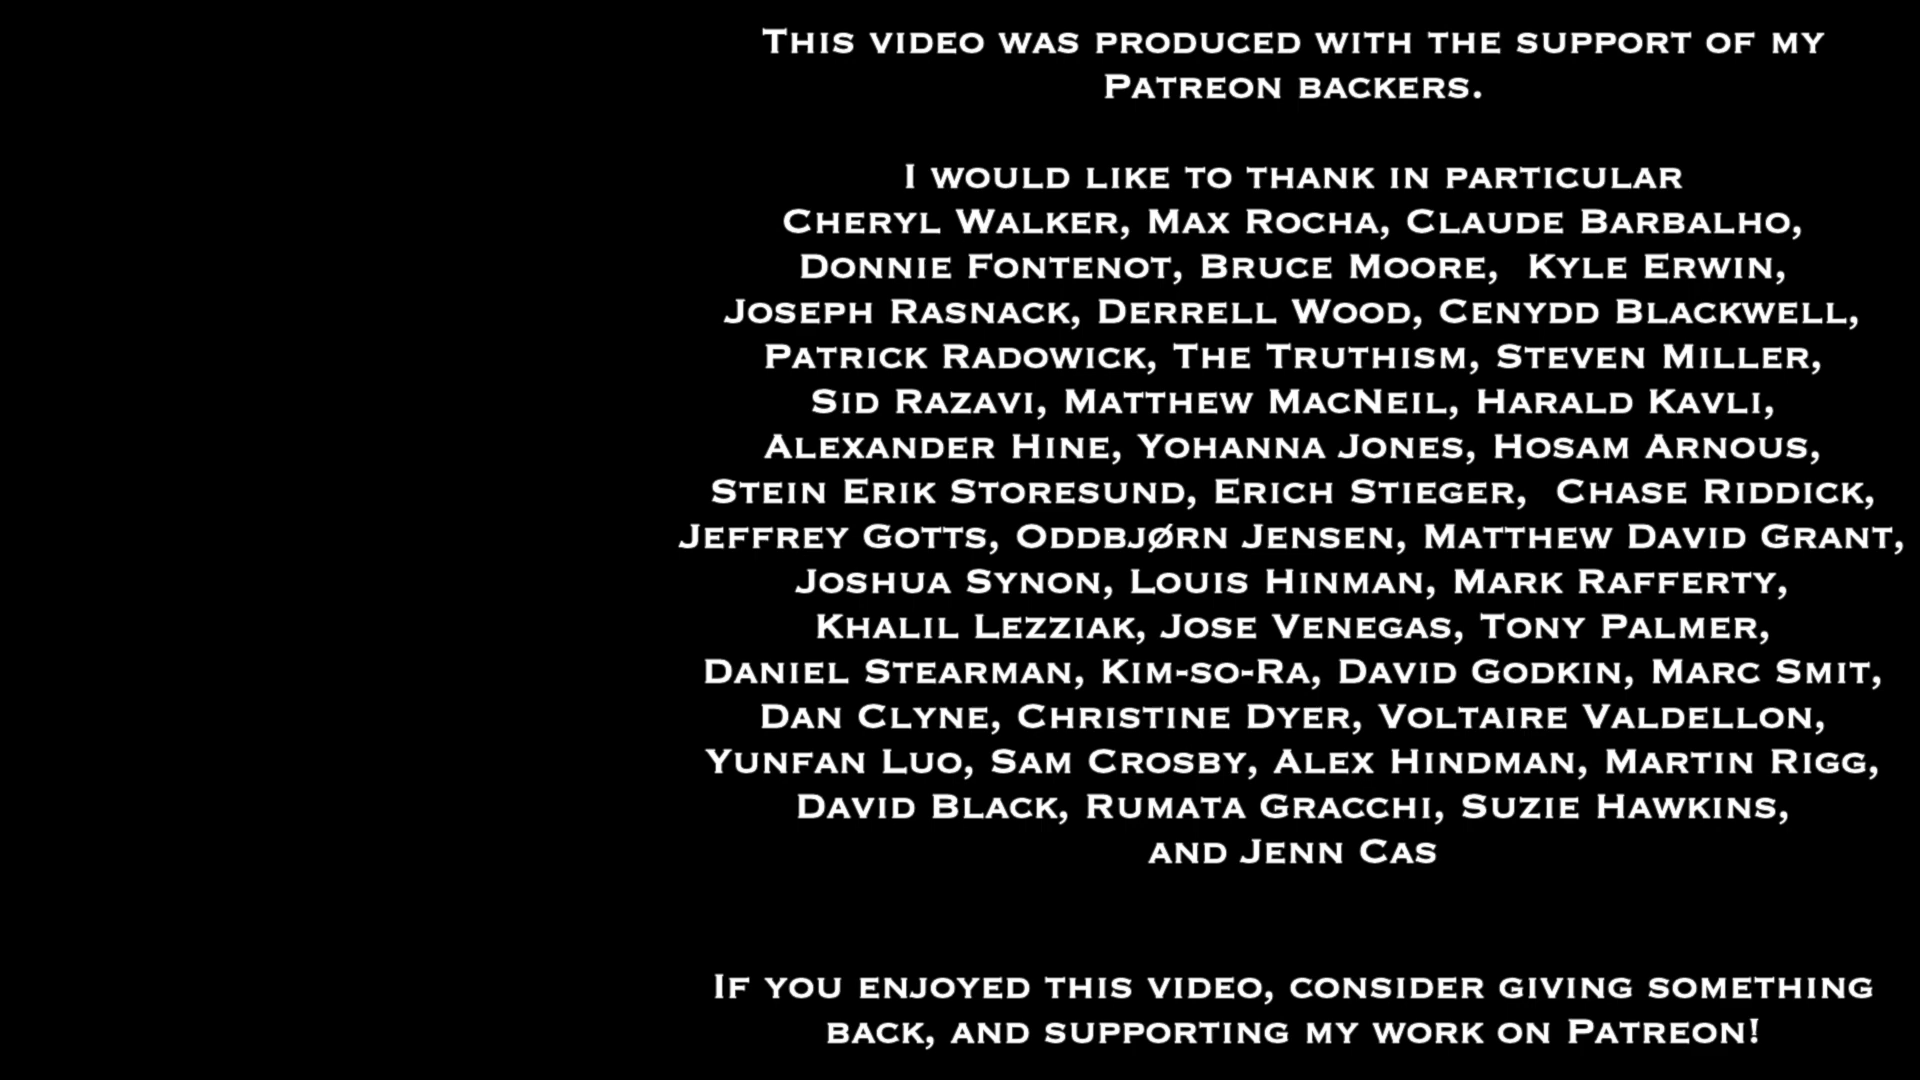 This video was produced with the support of my
Patreon backers.
I would like to thank in particular
Cheryl Walker, Max Rocha, Claude Barbalho,
Donnie Fontenot, Bruce Moore, Kyle Erwin,
Joseph Rasnack, Derrell Wood, Cenydd Blackwell,
Patrick Radowick, The Truthism, Steven Miller,
Sid Razavi, Matthew MacNeil, Harald Kavli,
Alexander Hine, Yohanna Jones, Hosam Arnous,
Stein Erik Storesund, Erich Stieger, Chase Riddick,
Jeffrey Gotts, Oddbjørn Jensen, Matthew David Grant,
Joshua Synon, Louis Hinman, Mark Rafferty,
Khalil Lezziak, Jose Venegas, Tony Palmer,
Daniel Stearman, Kim-so-Ra, David Godkin, Marc Smit,
Dan Clyne, Christine Dyer, Voltaire Valdellon,
Yunfan Luo, Sam Crosby, Alex Hindman, Martin Rigg,
David Black, Rumata Gracchi, Suzie Hawkins,
and Jenn Cas
If you enjoyed this video, consider giving something
back, and supporting my work on Patreon!